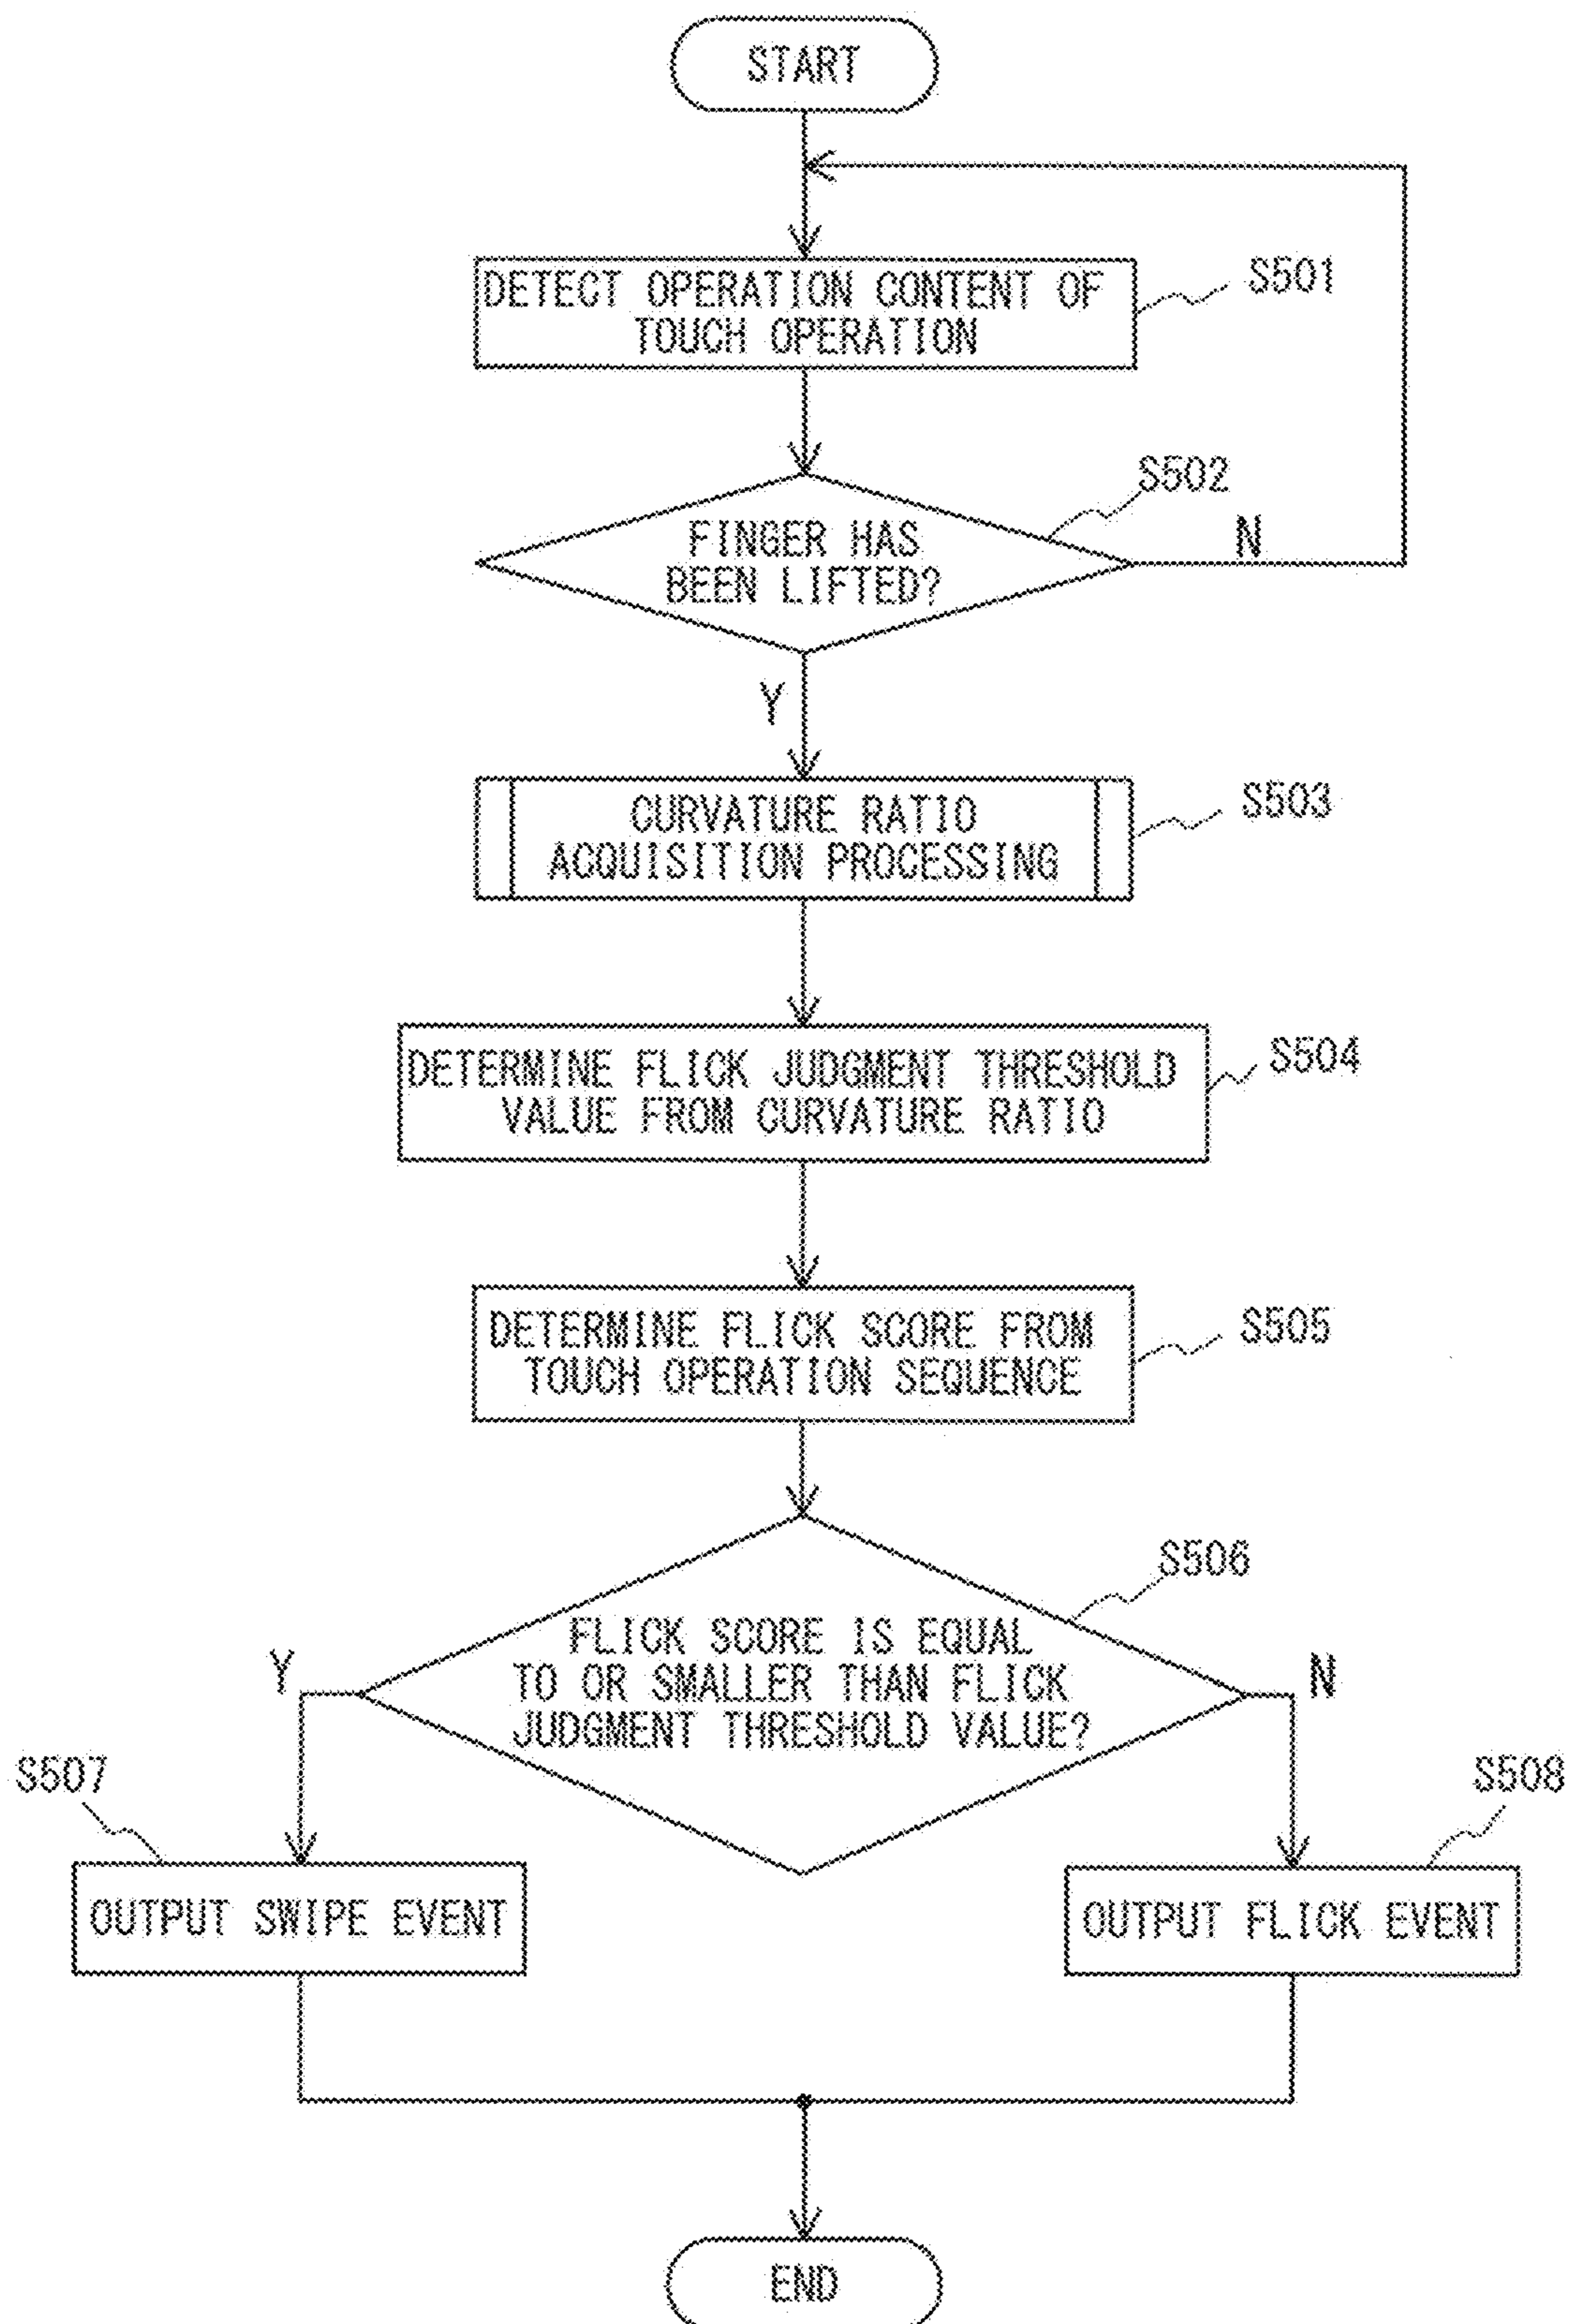 START
DETECT OPERATION CONTENT OF
TOUCH OPERATION
S501
S502
FINGER HAS
BEEN LIFTED?
N
Y
CURVATURE RATIO
ACQUISITION PROCESSING
S503
DETERMINE FLICK JUDGMENT THRESHOLD
VALUE FROM CURVATURE RATIO
S504
DETERMINE FLICK SCORE FROM
TOUCH OPERATION SEQUENCE
S505
S506
FLICK SCORE IS EQUAL
TO OR SMALLER THAN FLICK
JUDGMENT THRESHOLD VALUE?
Y
N
S507
OUTPUT SWIPE EVENT
S508
OUTPUT FLICK EVENT
END